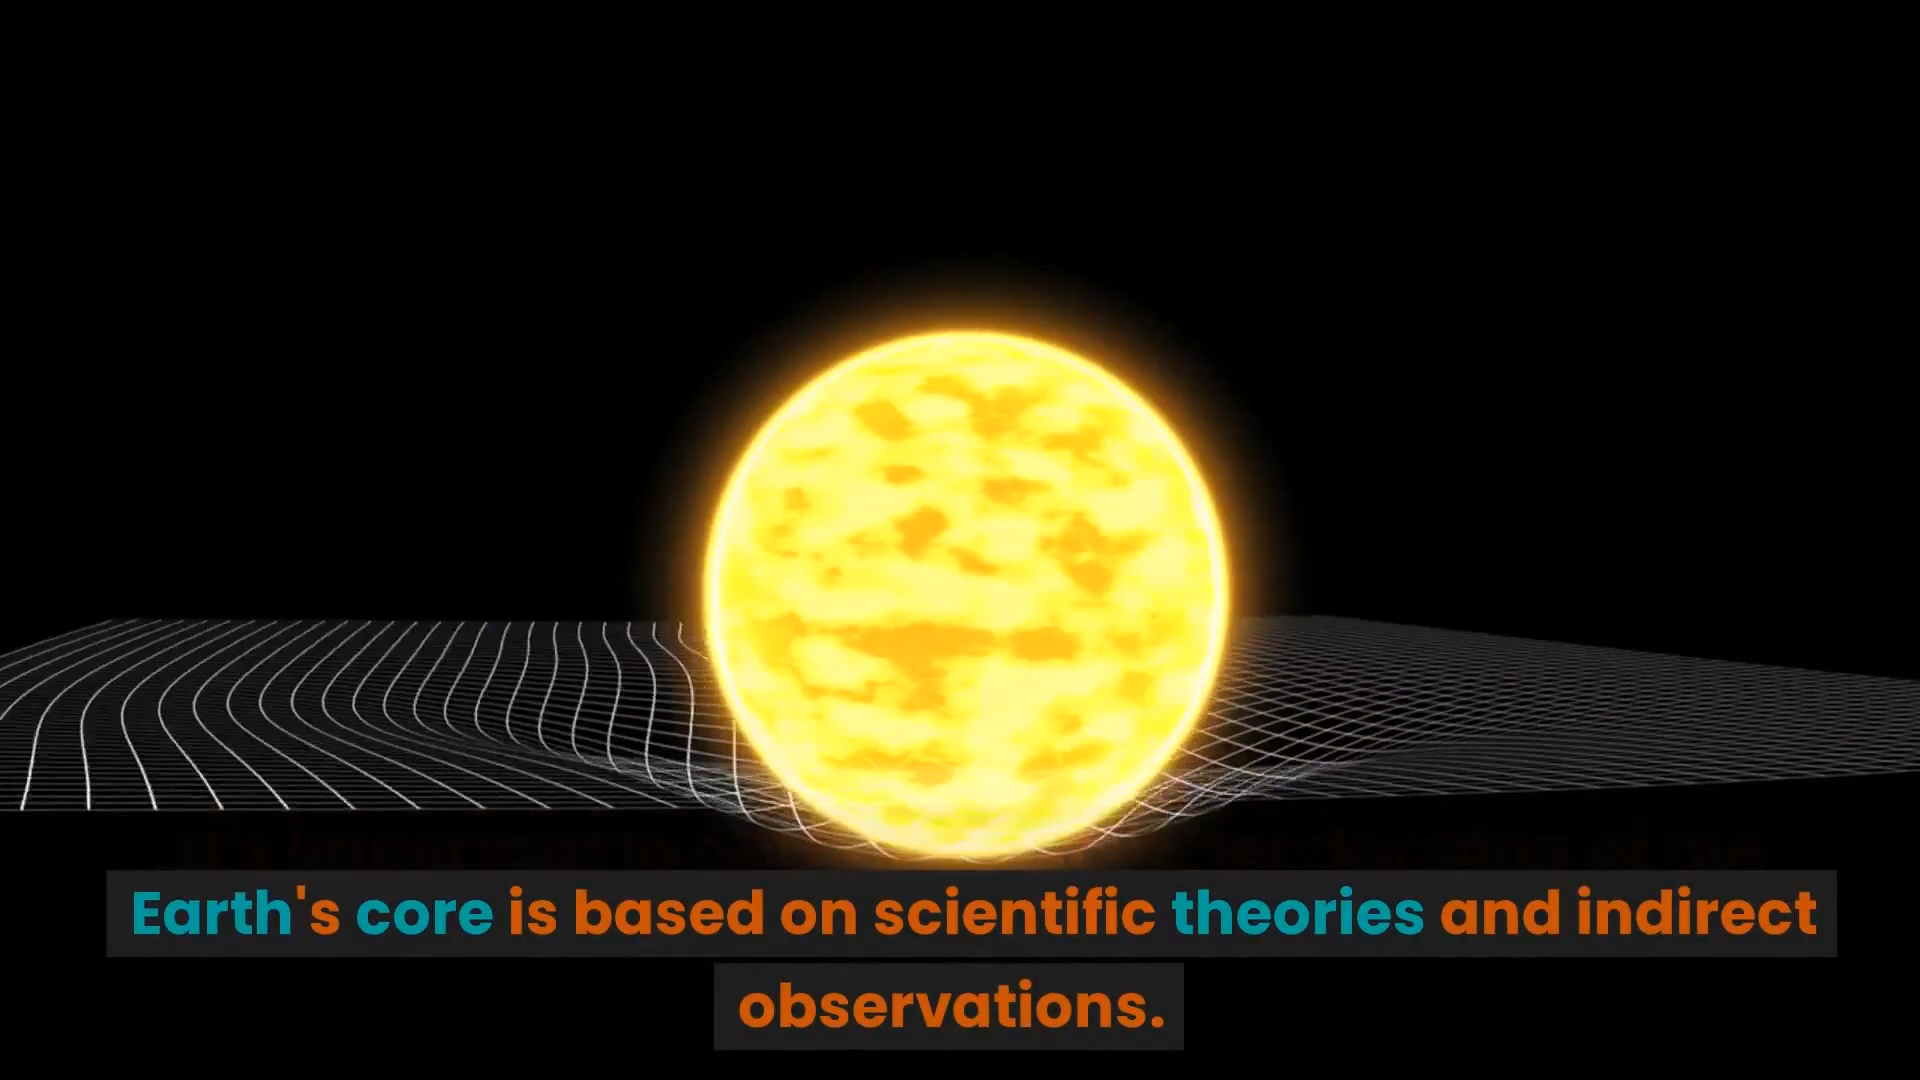 Earth's core is based on scientific theories and indirect
observations.